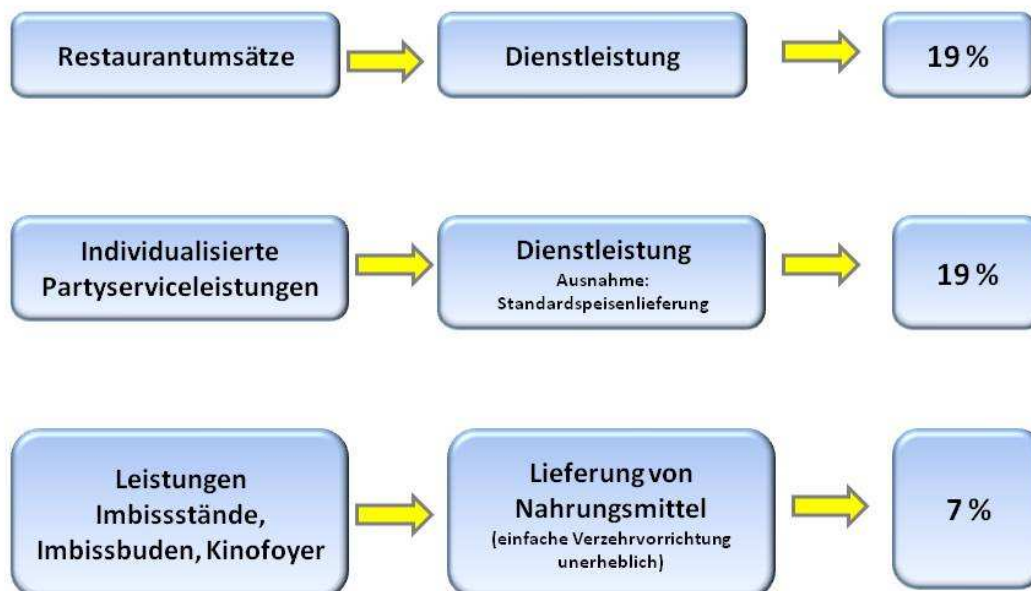 Restaurantumsätze
Dienstleistung
19 %
Individualisierte
Partyserviceleistungen
Dienstleistung
Ausnahme:
Standardspeisenlieferung
19 %
Leistungen
Imbissstände,
Imbissbuden, Kinofoyer
Lieferung von
Nahrungsmittel
(einfache Verzehrvorrichtung
unerheblich)
7 %